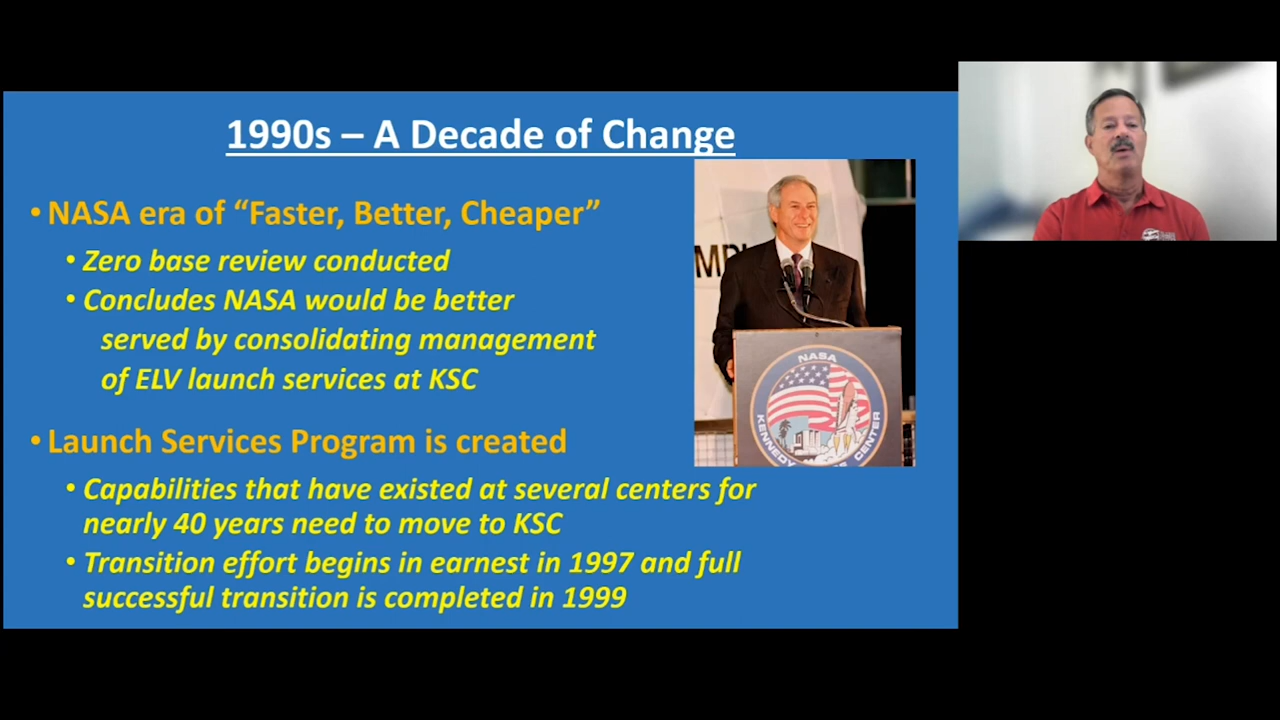 1990s – A Decade of Change
• NASA era of “Faster, Better, Cheaper”
• Zero base review conducted
• Concludes NASA would be better
served by consolidating management
of ELV launch services at KSC
• Launch Services Program is created
• Capabilities that have existed at several centers for
nearly 40 years need to move to KSC
• Transition effort begins in earnest in 1997 and full
successful transition is completed in 1999
NASA
KENNEDY
CENTER